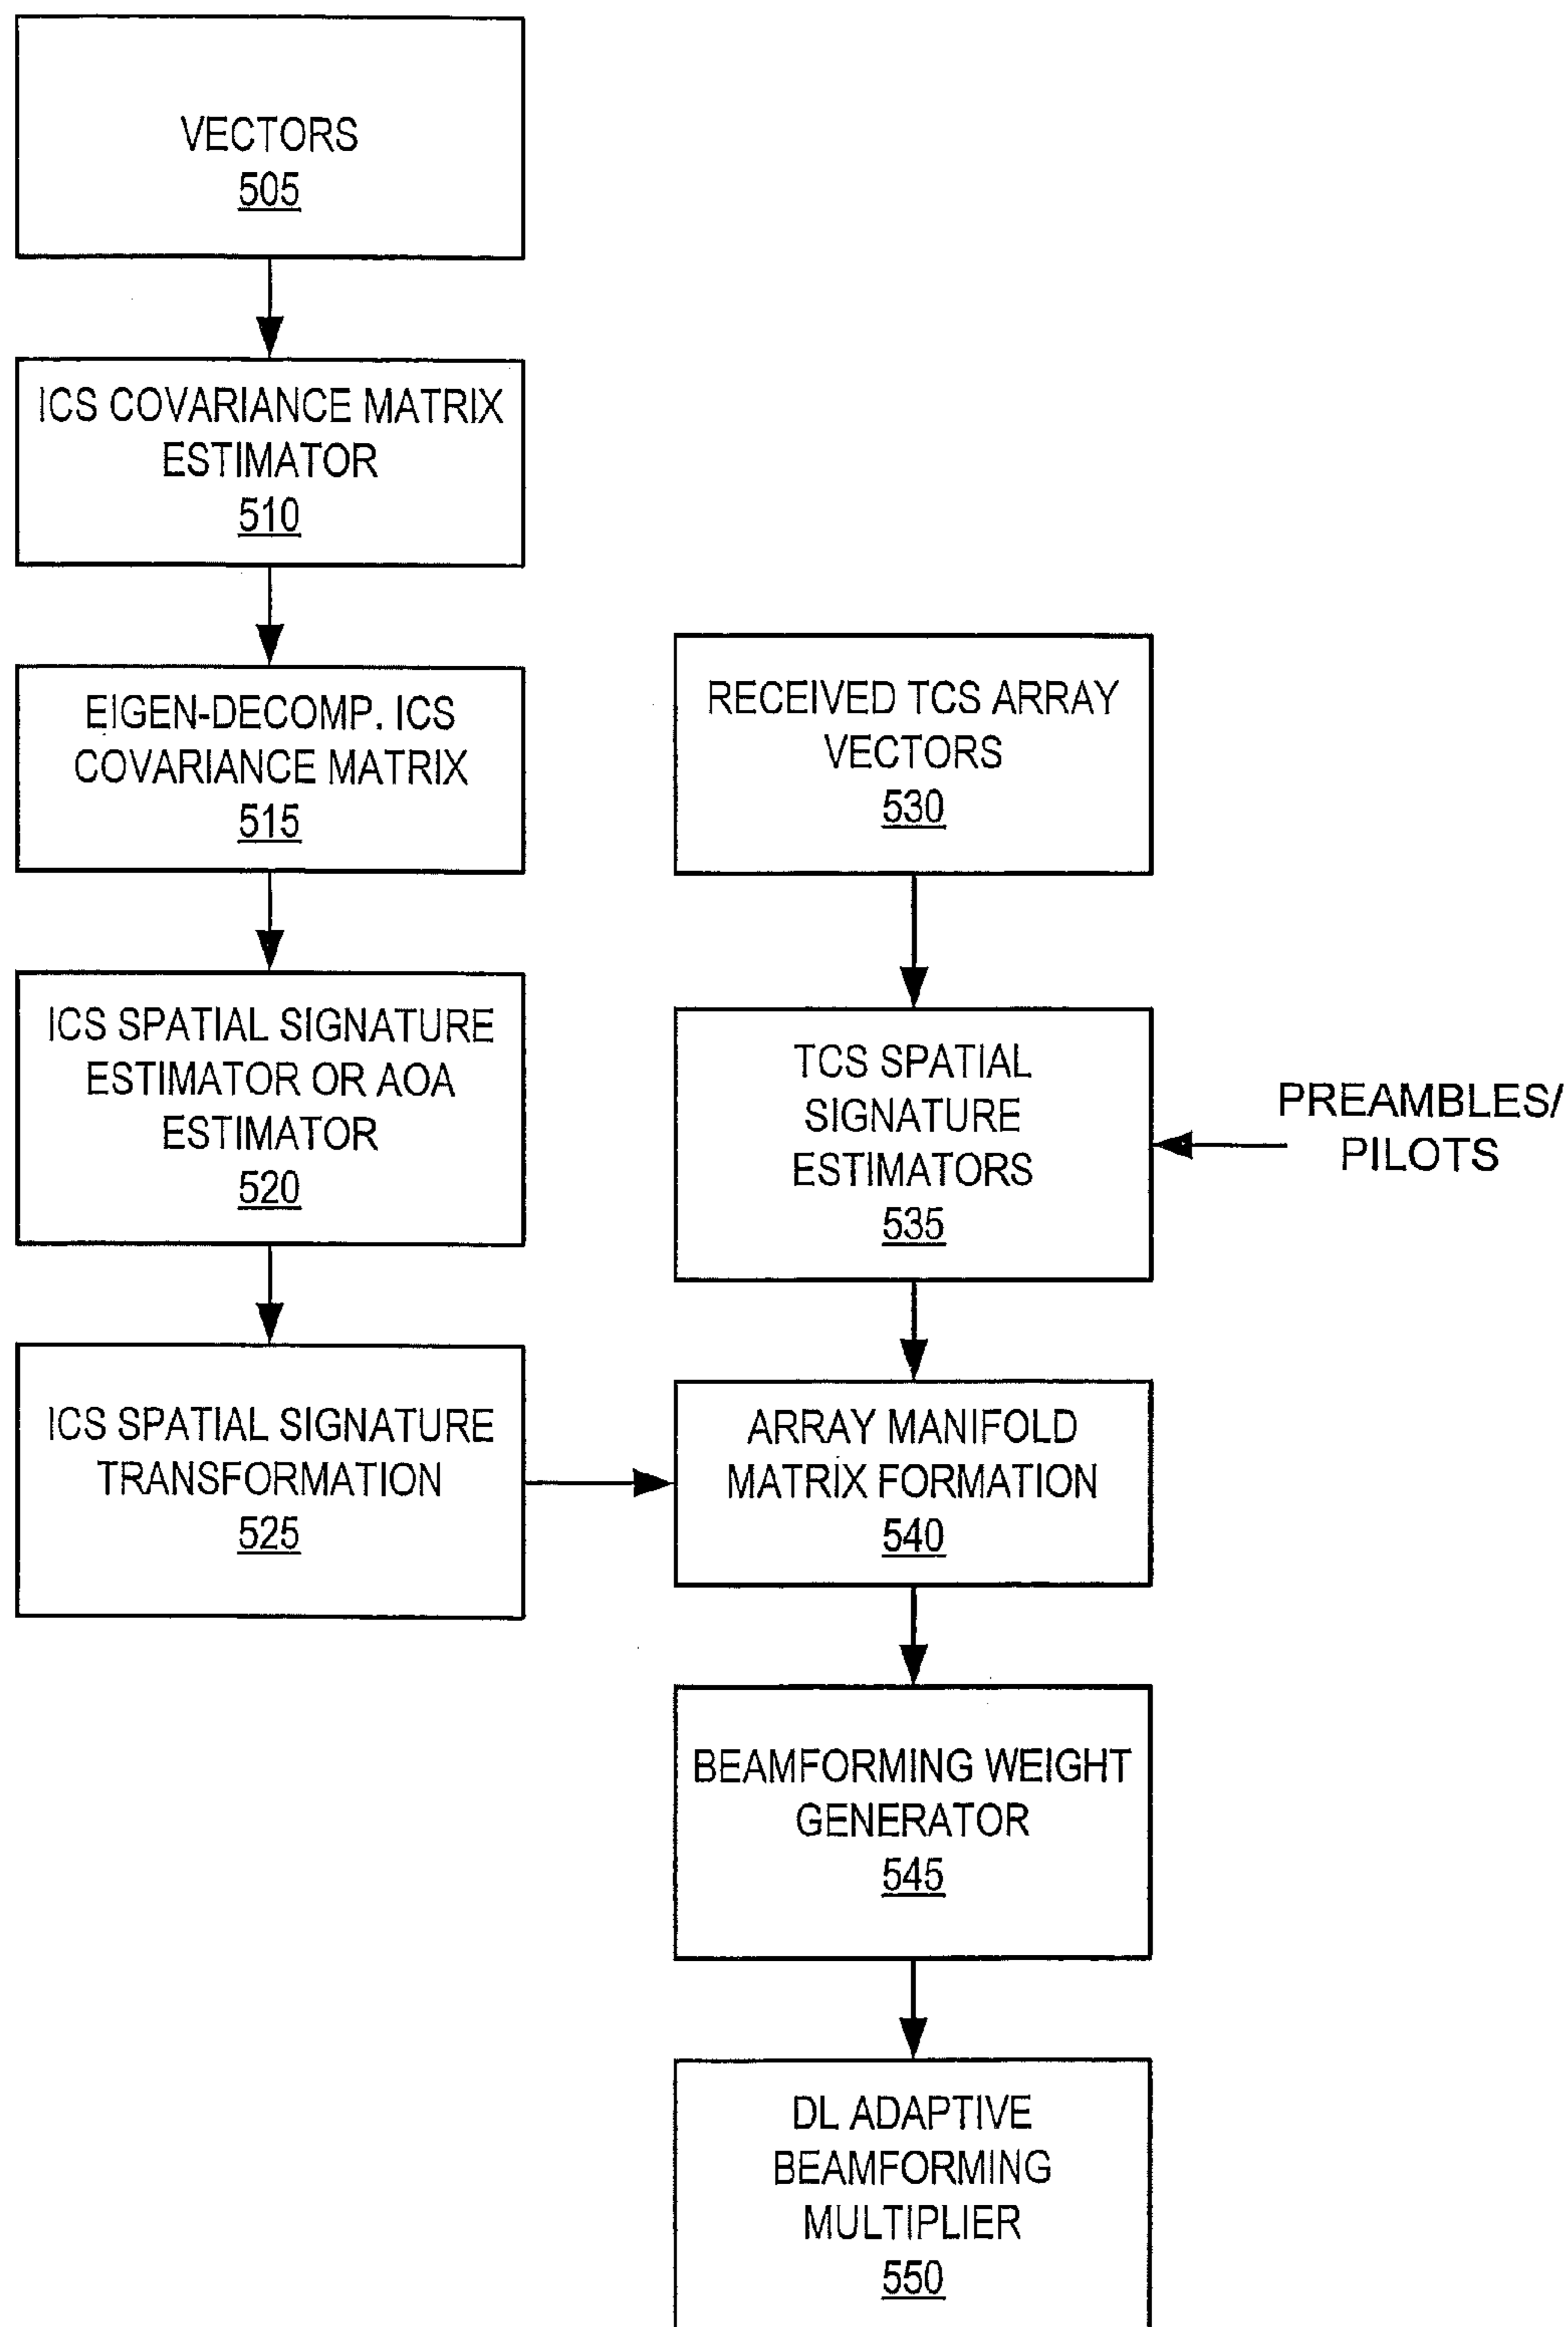 VECTORS
505
ICS COVARIANCE MATRIX
ESTIMATOR
510
EIGEN-DECOMP. ICS
COVARIANCE MATRIX
515
ICS SPATIAL SIGNATURE
ESTIMATOR OR AOA
ESTIMATOR
520
ICS SPATIAL SIGNATURE
TRANSFORMATION
525
RECEIVED TCS ARRAY
VECTORS
530
TCS SPATIAL
SIGNATURE
ESTIMATORS
535
PREAMBLES/
PILOTS
ARRAY MANIFOLD
MATRIX FORMATION
540
BEAMFORMING WEIGHT
GENERATOR
545
DL ADAPTIVE
BEAMFORMING
MULTIPLIER
550